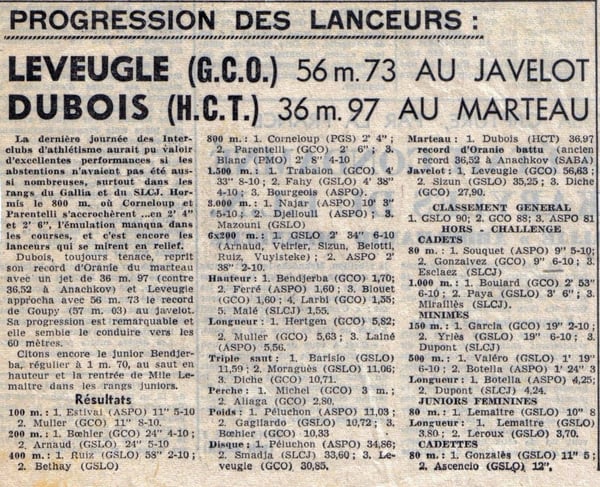 PROGRESSION DES LANCEURS :
LEVEUGLE (G.C.O.) 56 m. 73 AU JAVELOT
DUBOIS (H.C.T.) 36 m. 97 AU MARTEAU
La dernière journée des Inter-
clubs d'athlétisme aurait pu valoir
d'excellentes performances si les
abstentions n'avaient pas été aus-
si nombreuses, surtout dans les
rangs du Gallia et du SLCJ. Hor-
mis le 800 m. où Corneloup et
Parentelli s'accrochèrent ...en 2' 4"
et 2' 6", l'émulation manqua dans
les courses, et c'est encore les
lanceurs qui se mirent en relief.
Dubois, toujours tenace, reprit
son record d'Oranie du marteau
avec un jet de 36 m. 97 (contre
36,52 à Anachkov) et Leveugle
approcha avec 56 m. 73 le record
de Goupy (57 m. 03) au javelot.
Sa progression est remarquable et
elle semble le conduire vers les
60 mètres.
Citons encore le junior Bendjer-
ba, régulier à 1 m. 70, au saut
en hauteur et la rentrée de Mlle Le-
maître dans les rangs juniors.
Résultats
100 m. : 1. Estival (ASPO) 11" 5-10
2. Muller (GCO) 11" 8-10.
200 m. : 1. Bœhler (GCO) 24" 4-10 ;
2. Arnaud (GSLO) 24" 5-10
400 m. : 1. Ruiz (GSLO) 58" 2-10 ;
2. Bethay (GSLO)
800 m. : 1. Corneloup (PGS) 2' 4" ;
2. Parentelli (GCO) 2' 6" ; 3.
Blanc (PMO) 2' 8" 4-10
1.500 m. : 1. Trabalon (GCO) 4'
33" 8-10 ; 2. Fahy (GSLO) 4' 38"
4-10 ; 3. Bourgeois (ASPO).
3.000 m. : 1. Najar (ASPO) 10' 3"
5-10 ; 2. Djellouli (ASPO) ; 3.
Mazouni (GSLO)
6x200 m. : 1. GSLO 2' 34" 6-10
(Arnaud, Veirier, Sizun, Belotti,
Ruiz, Vuylsteke) ; 2. ASPO 2'
38" 2-10.
Hauteur : 1. Bendjerba (GCO) 1,70;
2. Ferré (ASPO) 1,60 ; 3. Blouet
(GCO) 1,60 ; 4. Larbi (GCO) 1,55;
5. Malé (SLCJ) 1,55.
Longueur : 1. Hertgen (GCO) 5,82;
2. Muller (GCO) 5,63 ; 3. Lainé
(ASPO) 5,56.
Triple saut : 1. Barisio (GSLO)
11,59 ; 2. Moraguès (GSLO) 11,06;
3. Diche (GCO) 10,71.
Perche : 1. Michel (GCO) 3 m. ;
2. Aliaga (GCO) 2,80.
Poids : 1. Péluchon (ASPO) 11,03 ;
2. Gagliardo (GSLO) 10,72 ; 3.
Bœhler (GCO) 10,33
Disque : 1. Péluchon (ASPO) 34,86;
2. Smadja (SLCJ) 33,60 ; 3. Le-
veugle (GCO) 30,85.
Marteau : 1. Dubois (HCT) 36,97
record d'Oranie battu (ancien
record 36,52 à Anachkov (SABA)
Javelot : 1. Leveugle (GCO) 56,63;
2. Sizun (GSLO) 35,25 ; 3. Diche
(GCO) 27,90.
CLASSEMENT GENERAL
1. GSLO 90; 2. GCO 88; 3. ASPO 81
HORS - CHALLENGE
CADETS
80 m. : 1. Souquet (ASPO) 9" 5-10;
2. Gonzalvez (GCO) 9" 6-10 ; 3.
Esclaez (SLCJ)
1.000 m. : 1. Boulard (GCO) 2' 53"
6-10 ; 2. Paya (GSLO) 3' 6" ; 3.
Miraillès (SLCJ).
MINIMES
150 m. : 1. Garcia (GCO) 19" 2-10 ;
2. Yrlès (GSLO) 19" 6-10 ; 3.
Dupont (SLCJ)
500 m. : 1. Valéro (GSLO) 1' 19"
6-10 ; 2. Botella (ASPO) 1' 24" 3
Longueur : 1. Botella (ASPO) 4,25;
2. Dupont (SLCJ) 4,24.
JUNIORS FEMININES
80 m. : 1. Lemaître (GSLO) 10" 8
Longueur : 1. Lemaître (GSLO)
3,80 ; 2. Leroux (GSLO) 3,70.
CADETTES
80 m. : 1. Gonzalès (GSLO) 11" 5 ;
2. Ascencio (GSLO) 12".